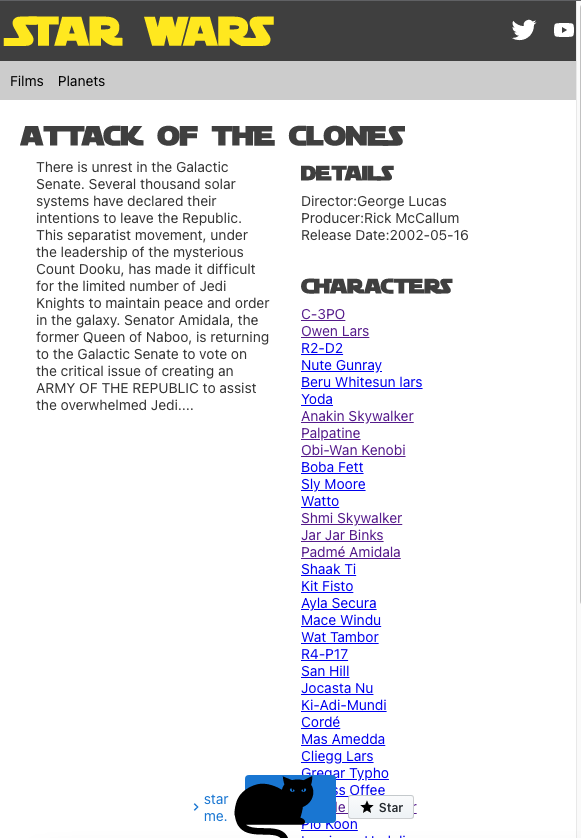 STAR WARS
Films Planets
ATTACK OF THE CLONES
There is unrest in the Galactic
Senate. Several thousand solar
systems have declared their
intentions to leave the Republic.
This separatist movement, under
the leadership of the mysterious
Count Dooku, has made it difficult
for the limited number of Jedi
Knights to maintain peace and order
in the galaxy. Senator Amidala, the
former Queen of Naboo, is returning
to the Galactic Senate to vote on
the critical issue of creating an
ARMY OF THE REPUBLIC to assist
the overwhelmed Jedi....
DETAILS
Director:George Lucas
Producer:Rick McCallum
Release Date:2002-05-16
CHARACTERS
C-3PO
Owen Lars
R2-D2
Nute Gunray
Beru Whitesun lars
Yoda
Anakin Skywalker
Palpatine
Obi-Wan Kenobi
Boba Fett
Sly Moore
Watto
Shmi Skywalker
Jar Jar Binks
Padmé Amidala
Shaak Ti
Kit Fisto
Ayla Secura
Mace Windu
Wat Tambor
R4-P17
San Hill
Jocasta Nu
Ki-Adi-Mundi
Cordé
Mas Amedda
Cliegg Lars
Gregar Typho
Offee
Plo Koon
star
me.
Star